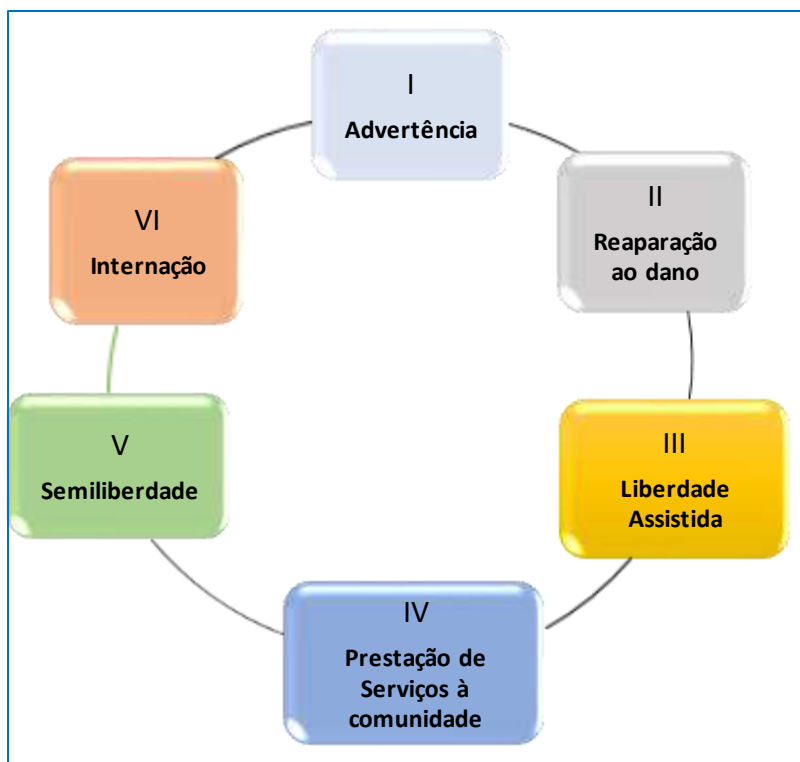 I
Advertência
II
Reaparação
ao dano
III
Liberdade
Assistida
IV
Prestação de
Serviços à
comunidade
V
Semiliberdade
VI
Internação